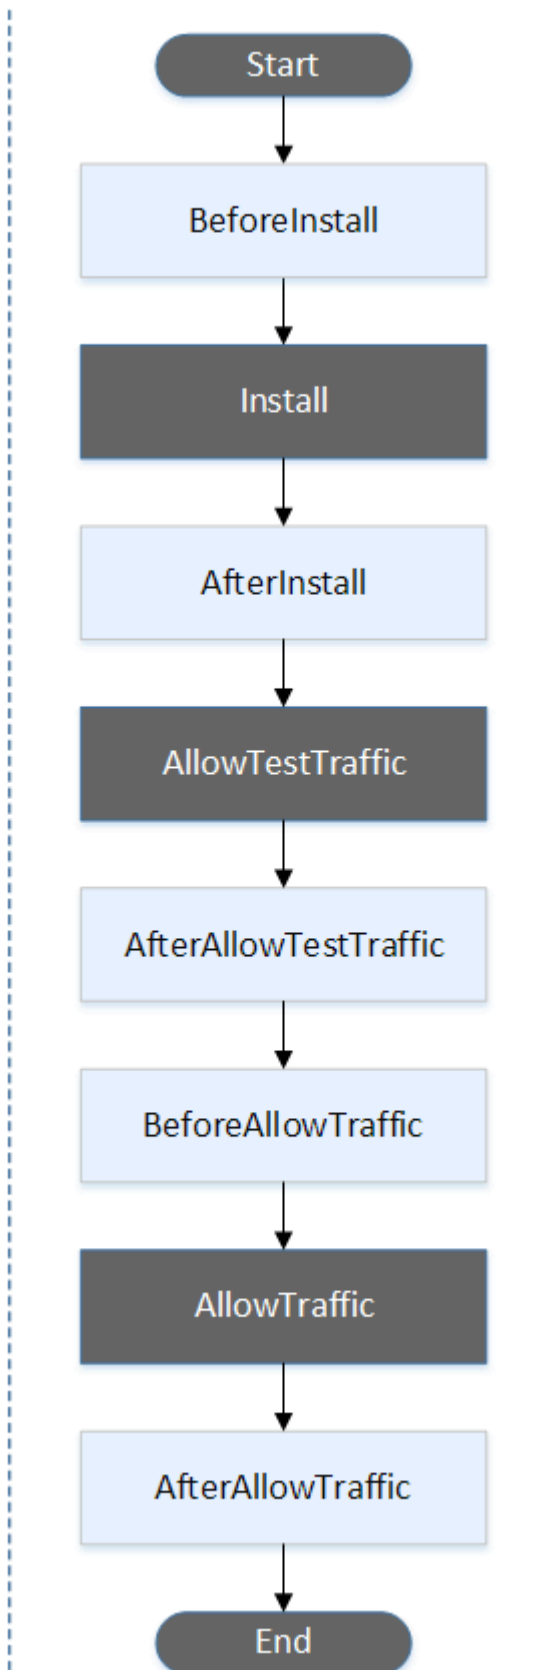 Start
BeforeInstall
Install
AfterInstall
AllowTestTraffic
AfterAllowTestTraffic
BeforeAllowTraffic
AllowTraffic
AfterAllowTraffic
End